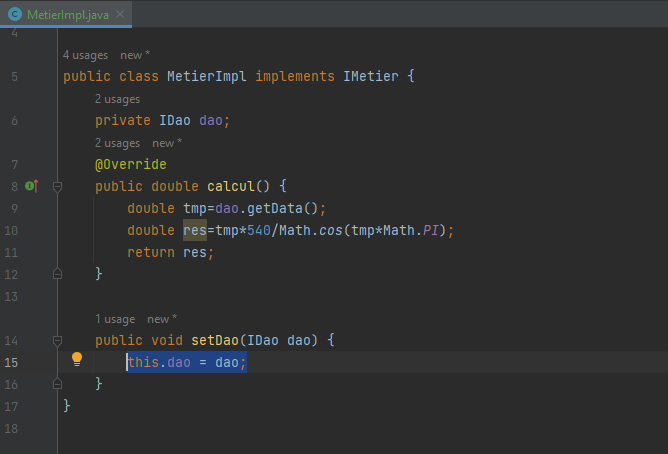 MetierImpl.java
4
4 usages new *
5 public class MetierImpl implements IMetier {
2 usages
6 private IDao dao;
2 usages new *
7 @Override
8 public double calcul() {
9 double tmp=dao.getData();
10 double res=tmp*540/Math.cos(tmp*Math.PI);
11 return res;
12 }
13
1 usage new *
14 public void setDao(IDao dao) {
15 this.dao = dao;
16 }
17 }
18